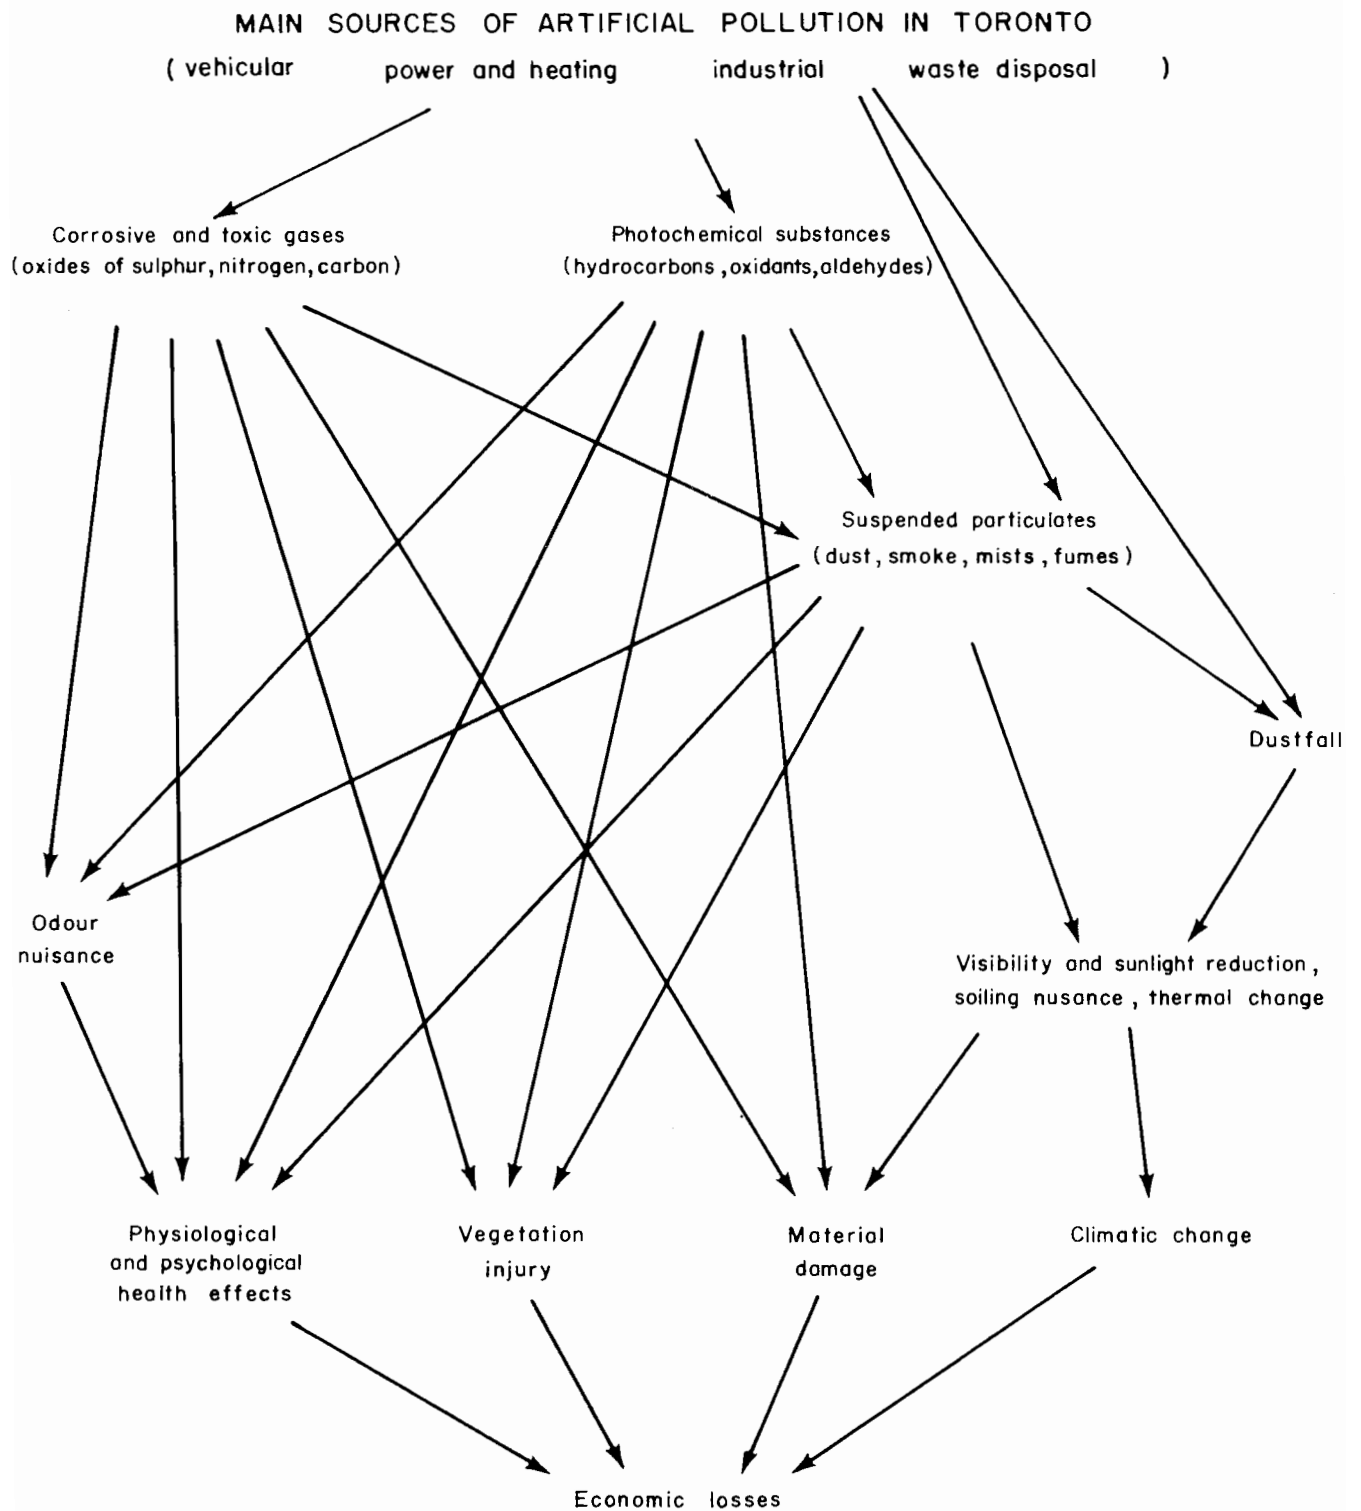 MAIN SOURCES OF ARTIFICIAL POLLUTION IN TORONTO
( vehicular power and heating industrial waste disposal )
Corrosive and toxic gases
(oxides of sulphur, nitrogen, carbon)
Photochemical substances
(hydrocarbons, oxidants, aldehydes)
Suspended particulates
(dust, smoke, mists, fumes)
Dustfall
Odour
nuisance
Visibility and sunlight reduction,
soiling nusance, thermal change
Physiological
and psychological
health effects
Vegetation
injury
Material
damage
Climatic change
Economic losses